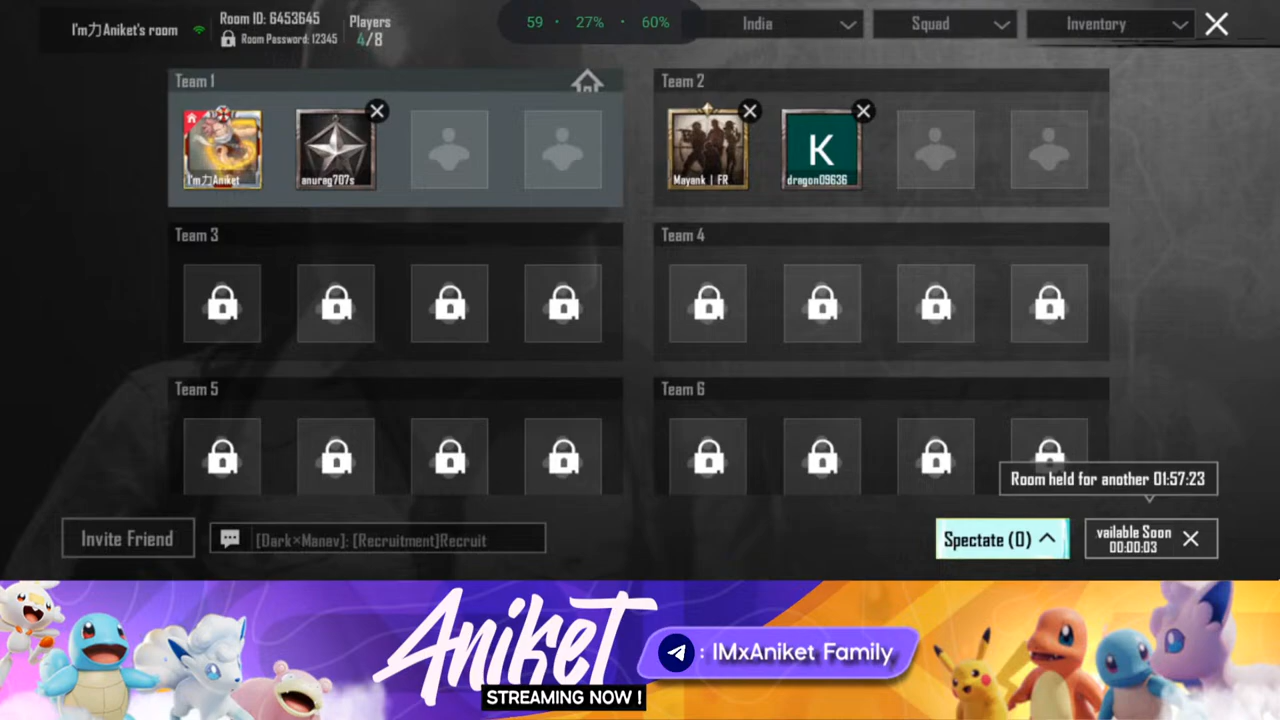 I'm力Aniket's room
Room ID: 6453645
Room Password: 12345
Players
4/8
59 · 27% · 60%
India
Squad
Inventory
Team 1
Team 2
I'm力Aniket
anurag707s
Mayank | FR
K
dragon09636
Team 3
Team 4
Team 5
Team 6
Room held for another 01:57:23
Invite Friend
[Dark×Manav]: [Recruitment]Recruit
Spectate (0)
vailable Soon
00:00:03
Aniket
: IMxAniket Family
STREAMING NOW !